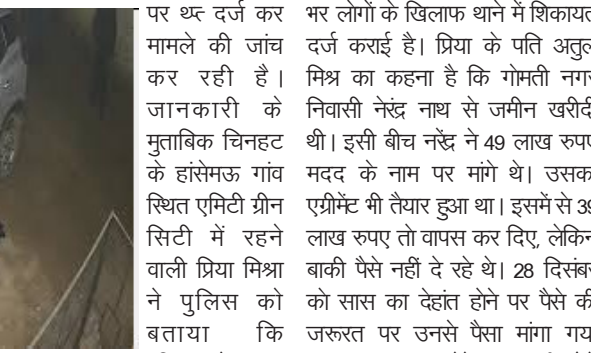 पर थ्प्त् दर्ज कर
मामले की जांच
कर रही है।
जानकारी के
मुताबिक चिनहट
के हांसेमऊ गांव
स्थित एमिटी ग्रीन
सिटी में रहने
वाली प्रिया मिश्रा
ने पुलिस को
बताया कि
भर लोगों के खिलाफ थाने में शिकायत
दर्ज कराई है। प्रिया के पति अतुल
मिश्र का कहना है कि गोमती नगर
निवासी नेरंद्र नाथ से जमीन खरीदी
थी। इसी बीच नरेंद्र ने 49 लाख रुपए
मदद के नाम पर मांगे थे। उसका
एग्रीमेंट भी तैयार हुआ था। इसमें से 39
लाख रुपए तो वापस कर दिए, लेकिन
बाकी पैसे नहीं दे रहे थे। 28 दिसंबर
को सास का देहांत होने पर पैसे की
जरूरत पर उनसे पैसा मांगा गया